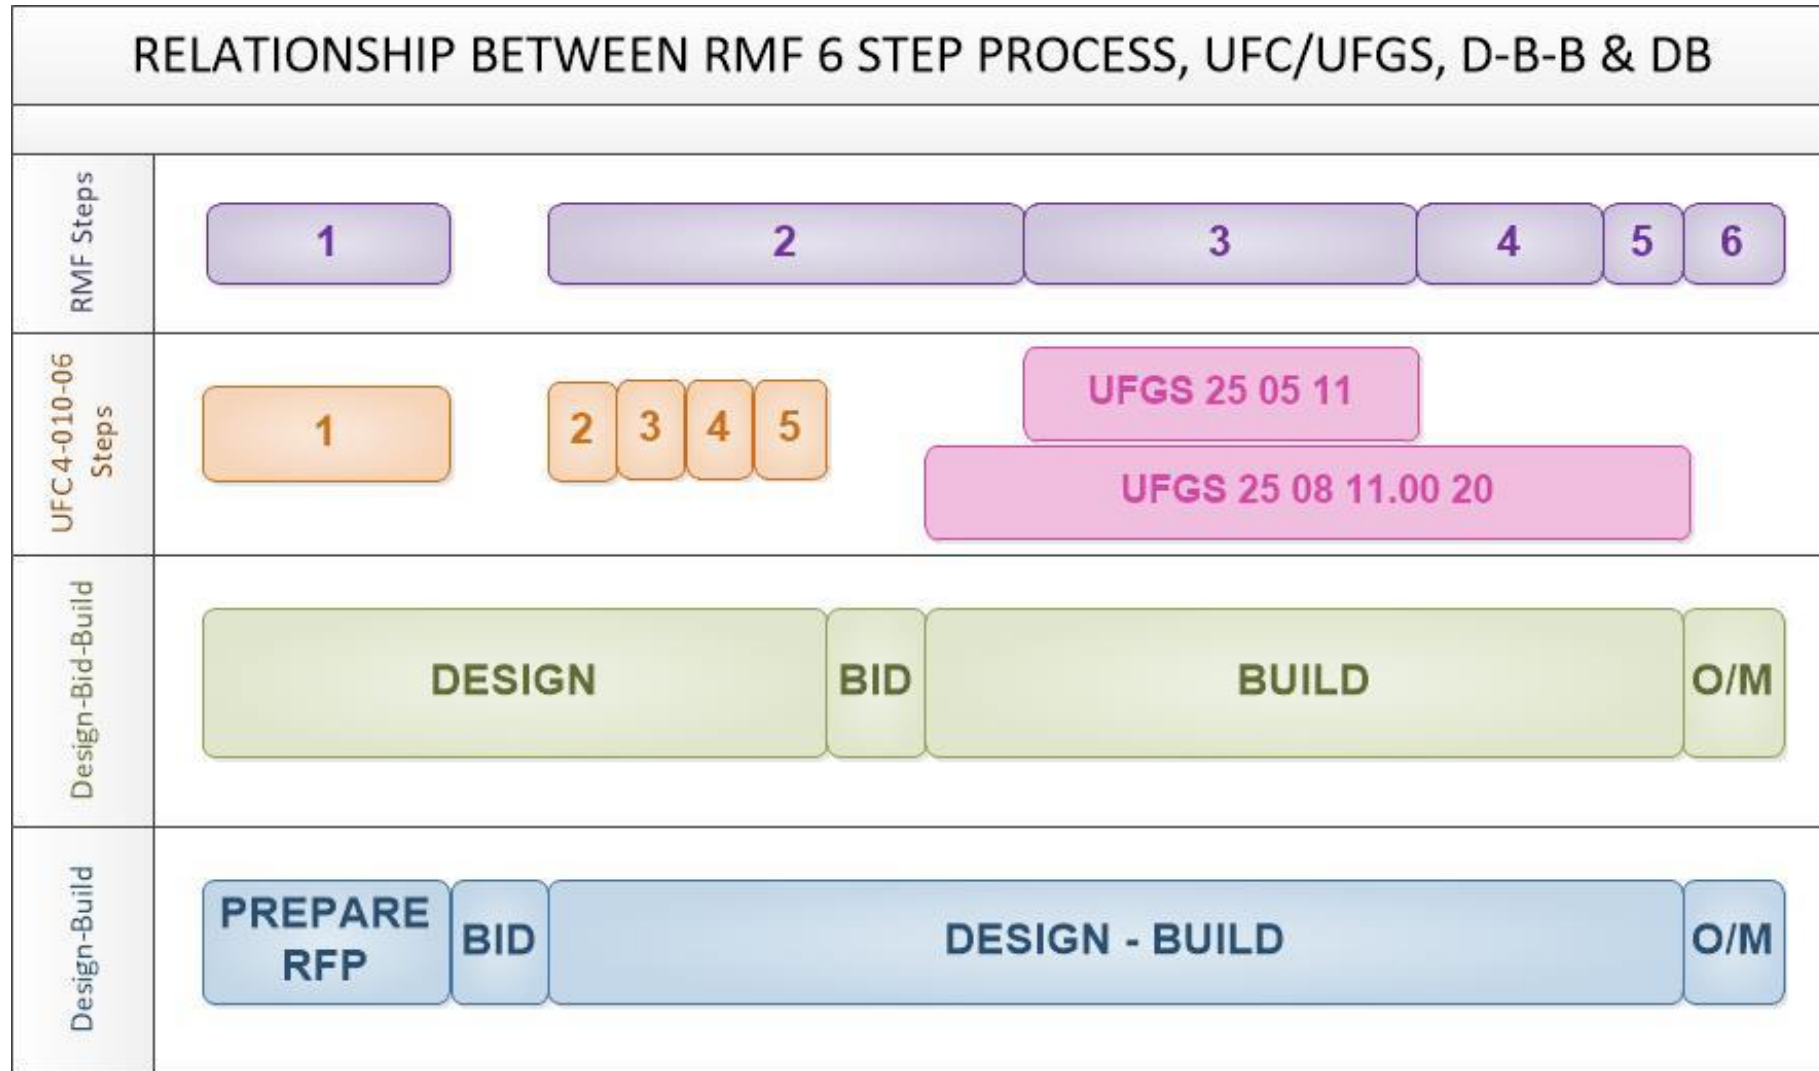 RELATIONSHIP BETWEEN RMF 6 STEP PROCESS, UFC/UFGS, D-B-B & DB
RMF Steps
1
2
3
4
5
6
UFC 4-010-06
Steps
1
2
3
4
5
UFGS 25 05 11
UFGS 25 08 11.00 20
Design-Bid-Build
DESIGN
BID
BUILD
O/M
Design-Build
PREPARE
RFP
BID
DESIGN - BUILD
O/M